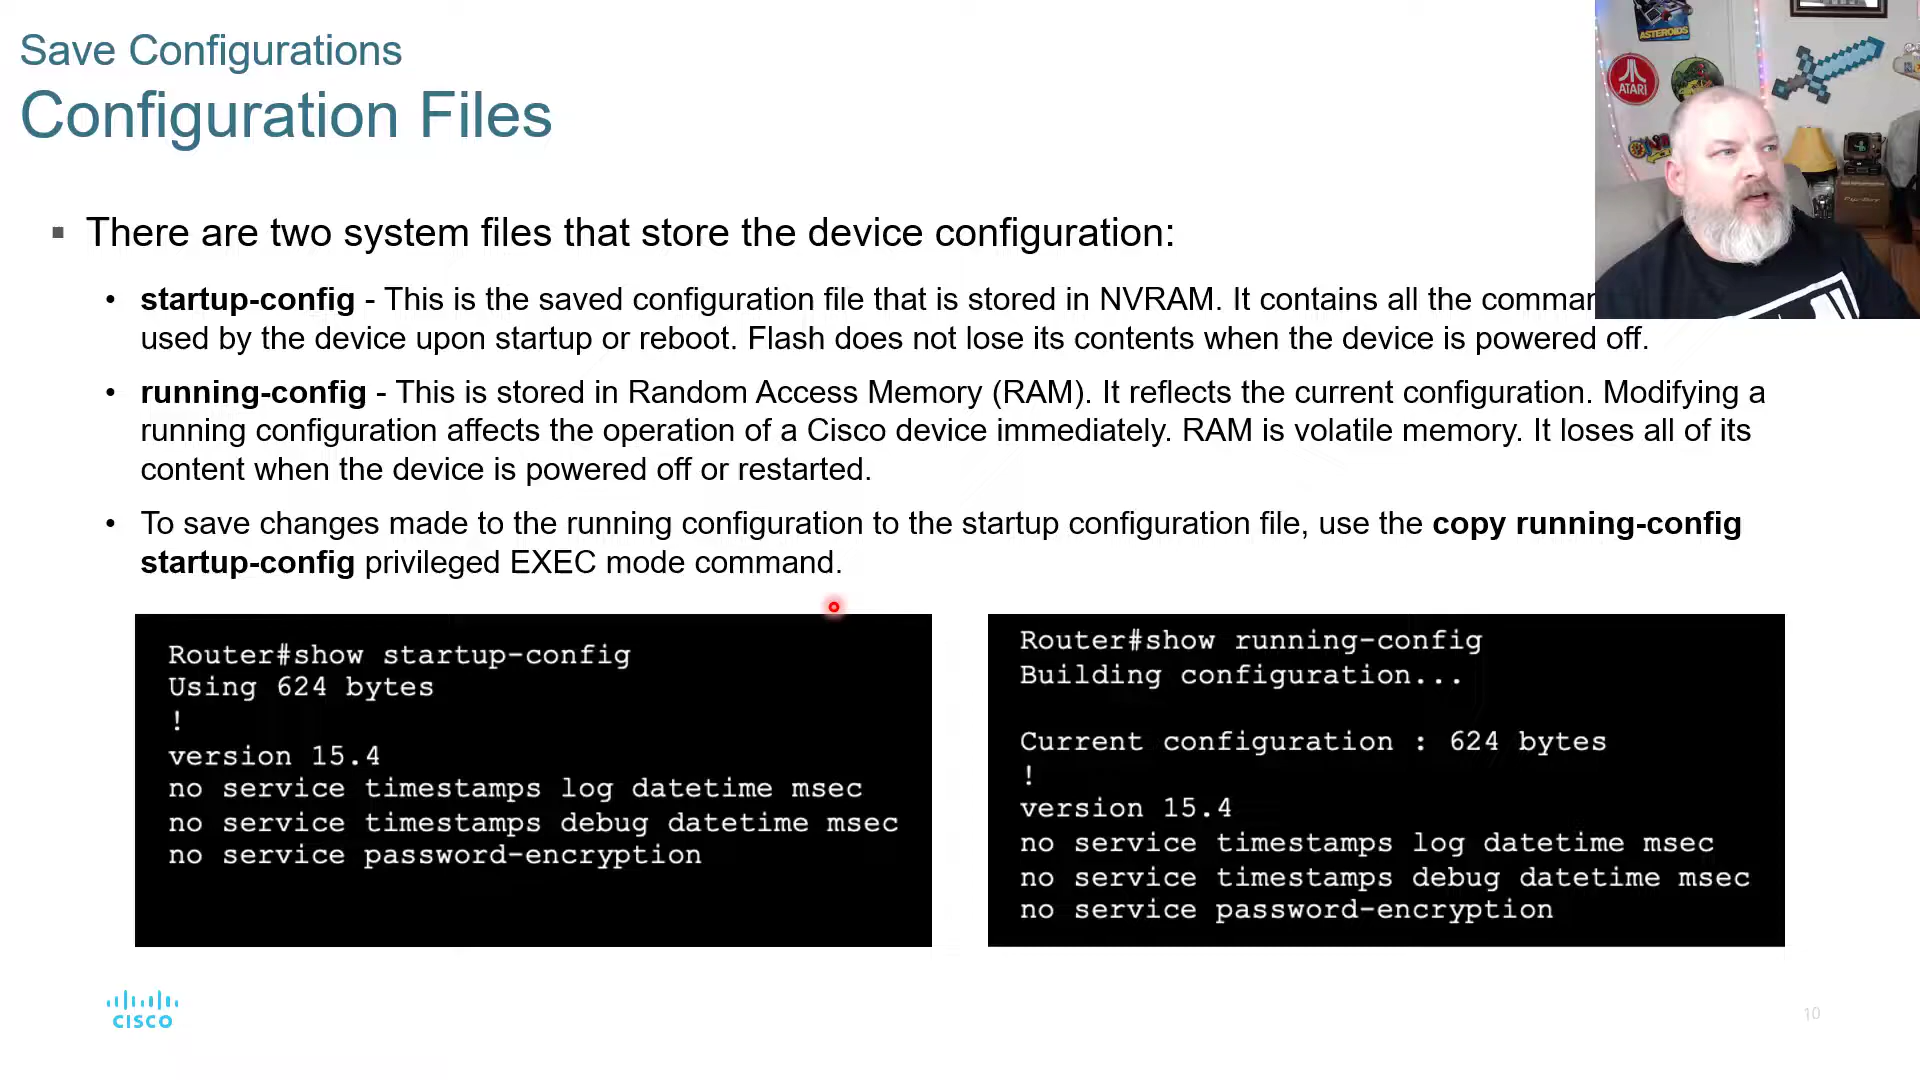 Save Configurations
Configuration Files
ASTEROIDS
ATARI
▪ There are two system files that store the device configuration:
• startup-config - This is the saved configuration file that is stored in NVRAM. It contains all the
used by the device upon startup or reboot. Flash does not lose its contents when the device is powered off.
• running-config - This is stored in Random Access Memory (RAM). It reflects the current configuration. Modifying a
running configuration affects the operation of a Cisco device immediately. RAM is volatile memory. It loses all of its
content when the device is powered off or restarted.
• To save changes made to the running configuration to the startup configuration file, use the copy running-config
startup-config privileged EXEC mode command.
Router#show startup-config
Using 624 bytes
!
version 15.4
no service timestamps log datetime msec
no service timestamps debug datetime msec
no service password-encryption
Router#show running-config
Building configuration...
Current configuration : 624 bytes
!
version 15.4
no service timestamps log datetime msec
no service timestamps debug datetime msec
no service password-encryption
CISCO
10